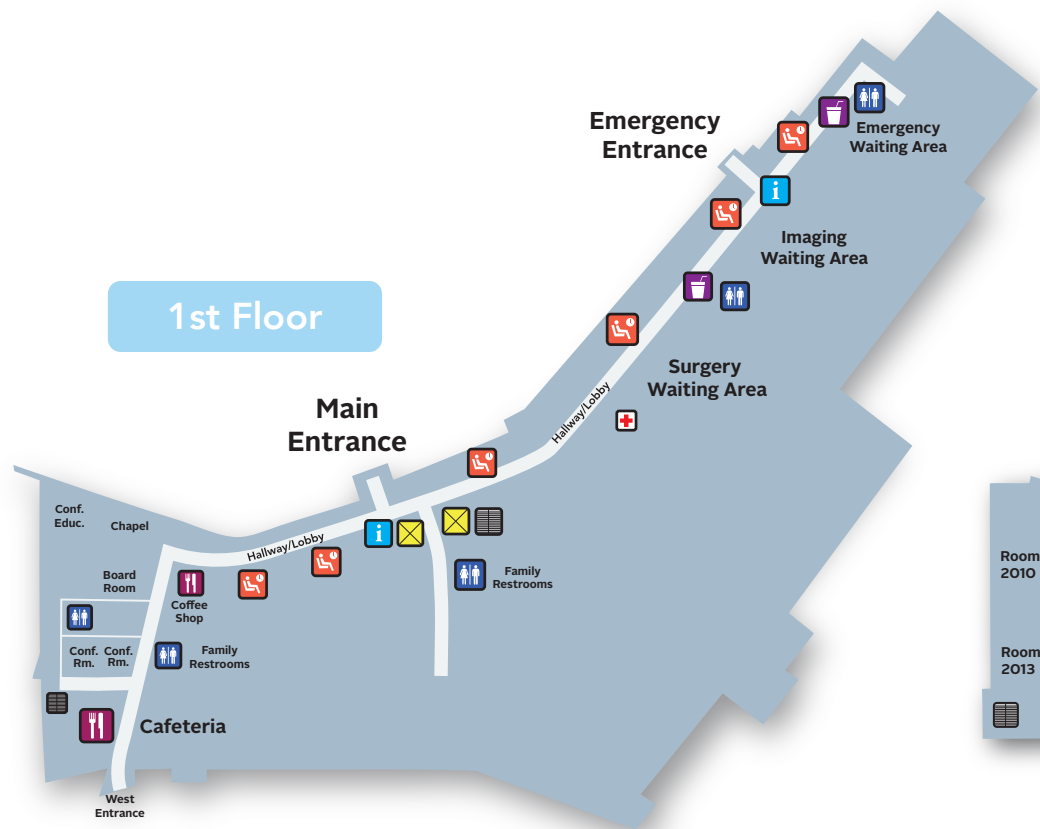 Emergency
Entrance
Emergency
Waiting Area
i
Imaging
Waiting Area
1st Floor
Surgery
Waiting Area
Hallway/Lobby
Main
Entrance
Conf.
Educ.
Chapel
i
Hallway/Lobby
Family
Restrooms
Board
Room
Coffee
Shop
Conf.
Rm.
Conf.
Rm.
Family
Restrooms
Cafeteria
West
Entrance
Room
2010
Room
2013